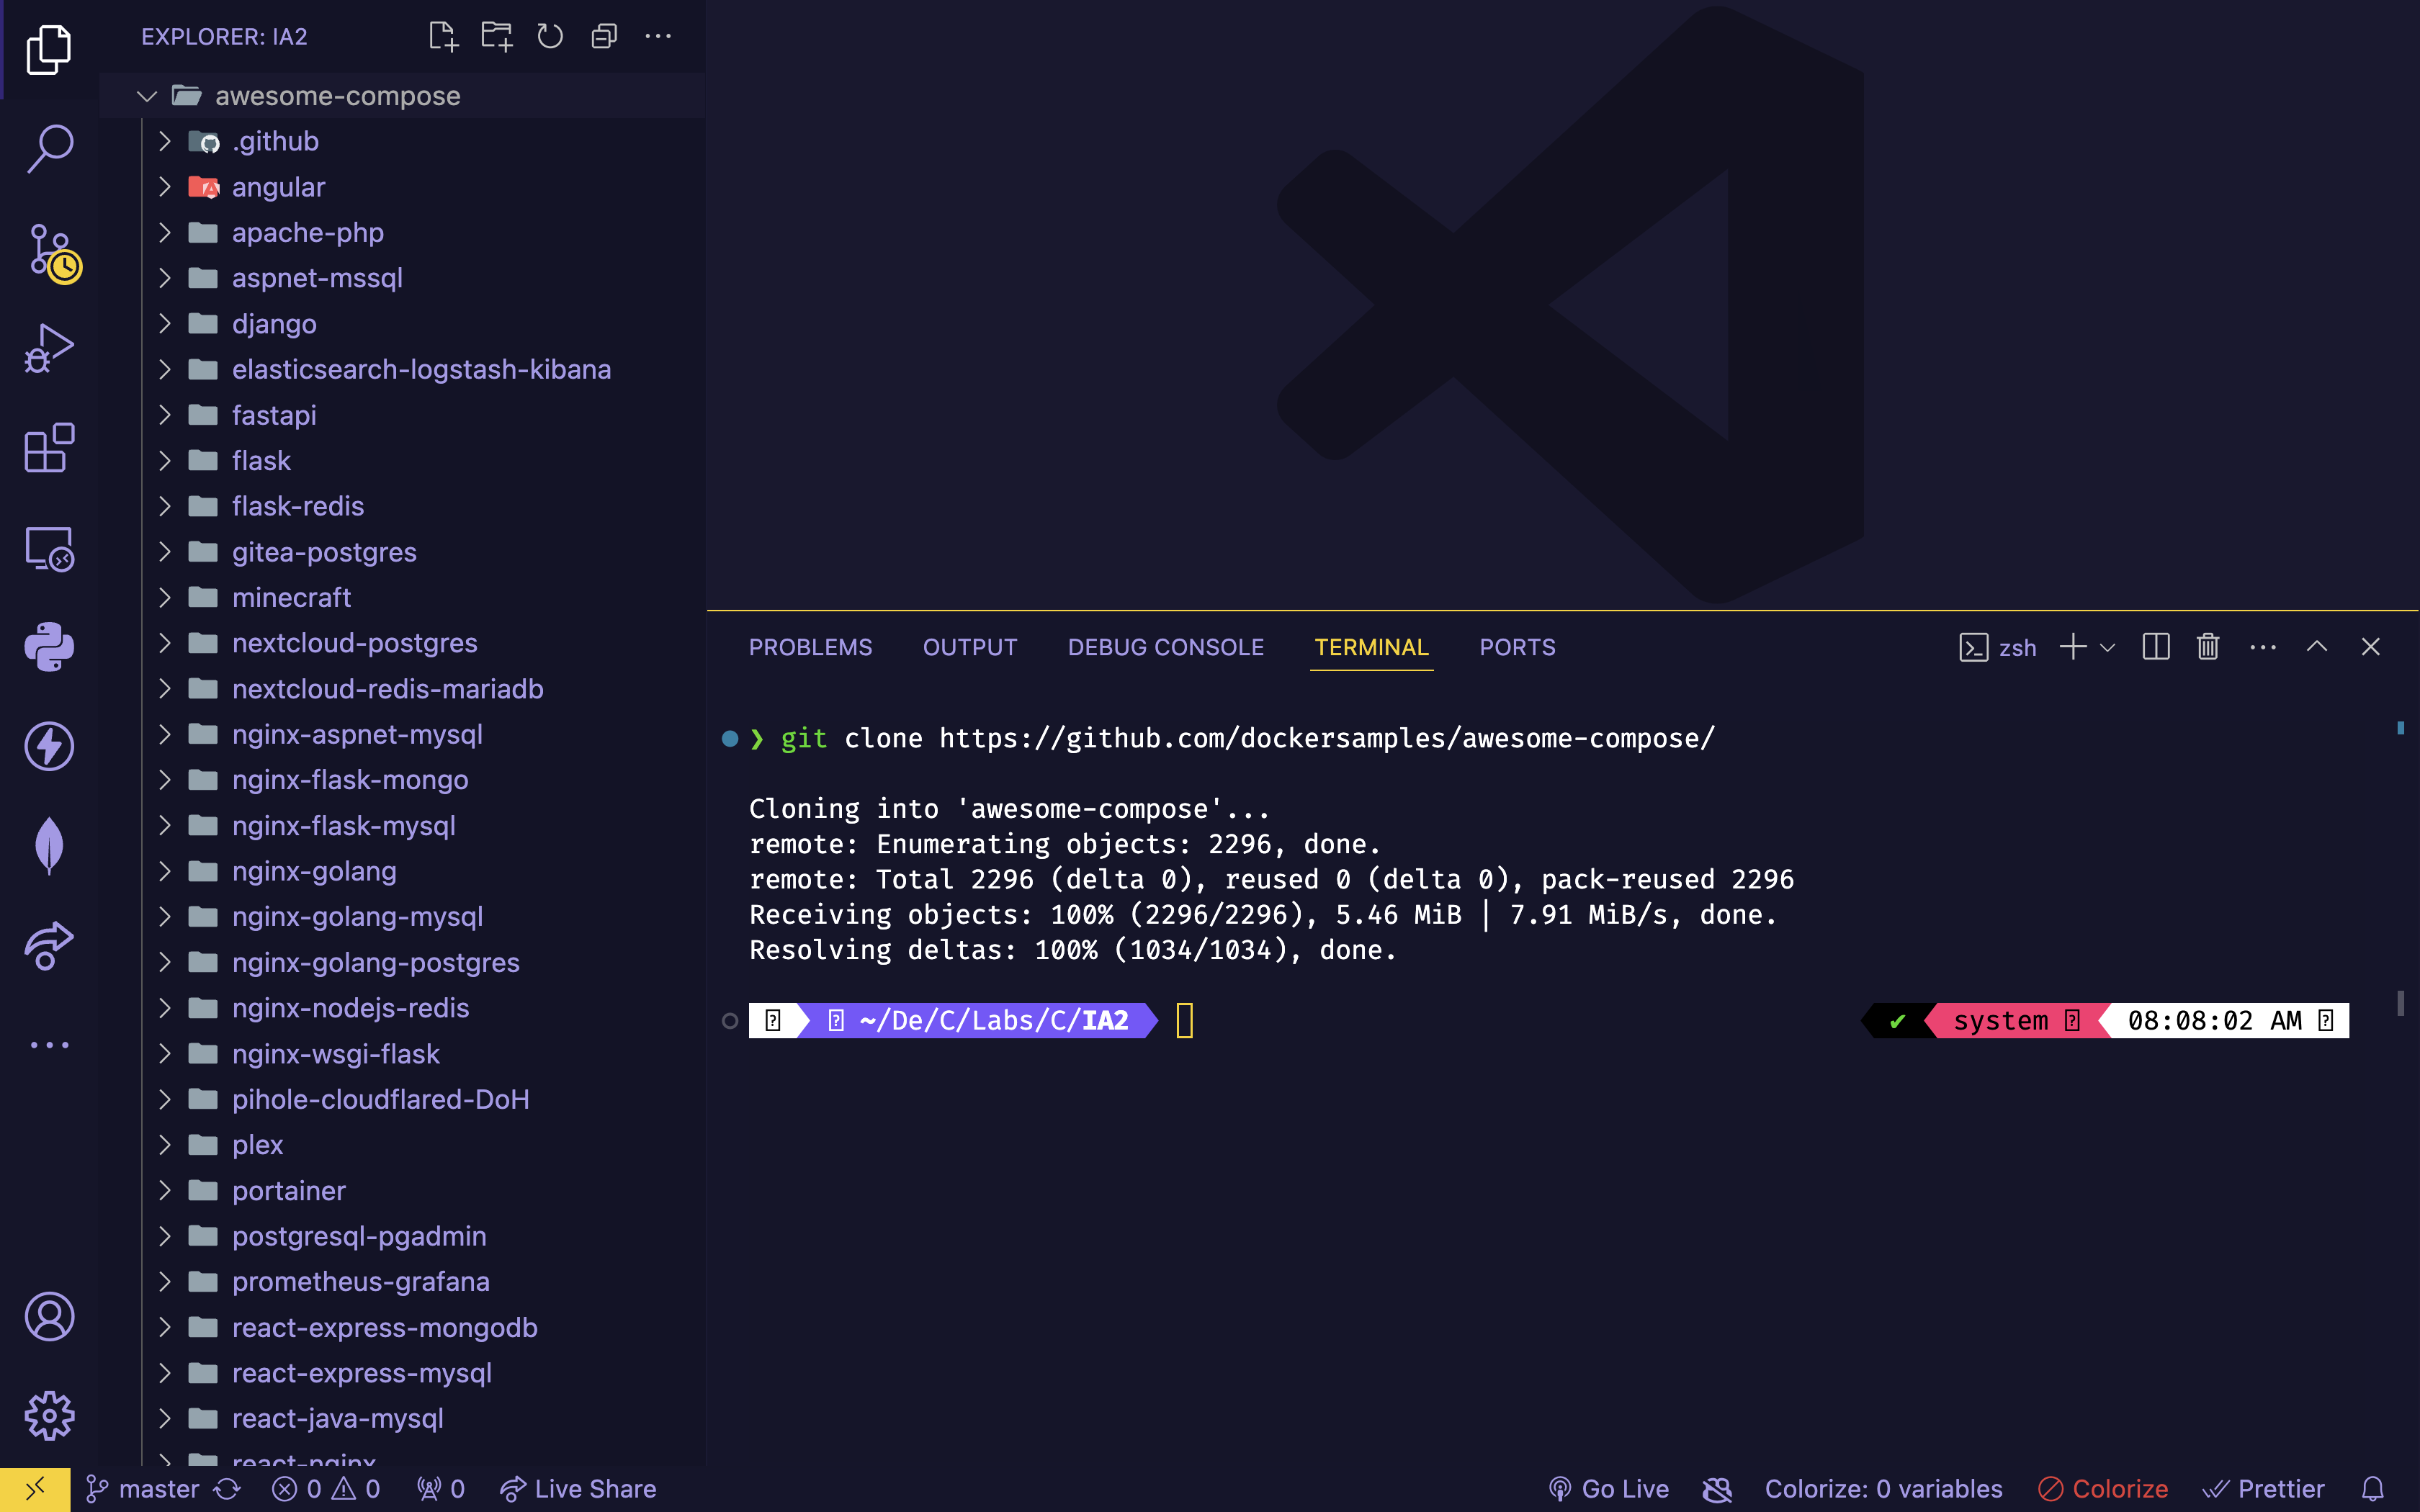 EXPLORER: IA2
awesome-compose
.github
angular
apache-php
aspnet-mssql
django
elasticsearch-logstash-kibana
fastapi
flask
flask-redis
gitea-postgres
minecraft
nextcloud-postgres
nextcloud-redis-mariadb
nginx-aspnet-mysql
nginx-flask-mongo
nginx-flask-mysql
nginx-golang
nginx-golang-mysql
nginx-golang-postgres
nginx-nodejs-redis
nginx-wsgi-flask
pihole-cloudflared-DoH
plex
portainer
postgresql-pgadmin
prometheus-grafana
react-express-mongodb
react-express-mysql
react-java-mysql
react-nginx
PROBLEMS OUTPUT DEBUG CONSOLE TERMINAL PORTS zsh
❯ git clone https://github.com/dockersamples/awesome-compose/
Cloning into 'awesome-compose'...
remote: Enumerating objects: 2296, done.
remote: Total 2296 (delta 0), reused 0 (delta 0), pack-reused 2296
Receiving objects: 100% (2296/2296), 5.46 MiB | 7.91 MiB/s, done.
Resolving deltas: 100% (1034/1034), done.
~/De/C/Labs/C/IA2 ✔ system 08:08:02 AM
master 0 0 0 Live Share Go Live Colorize: 0 variables Colorize Prettier